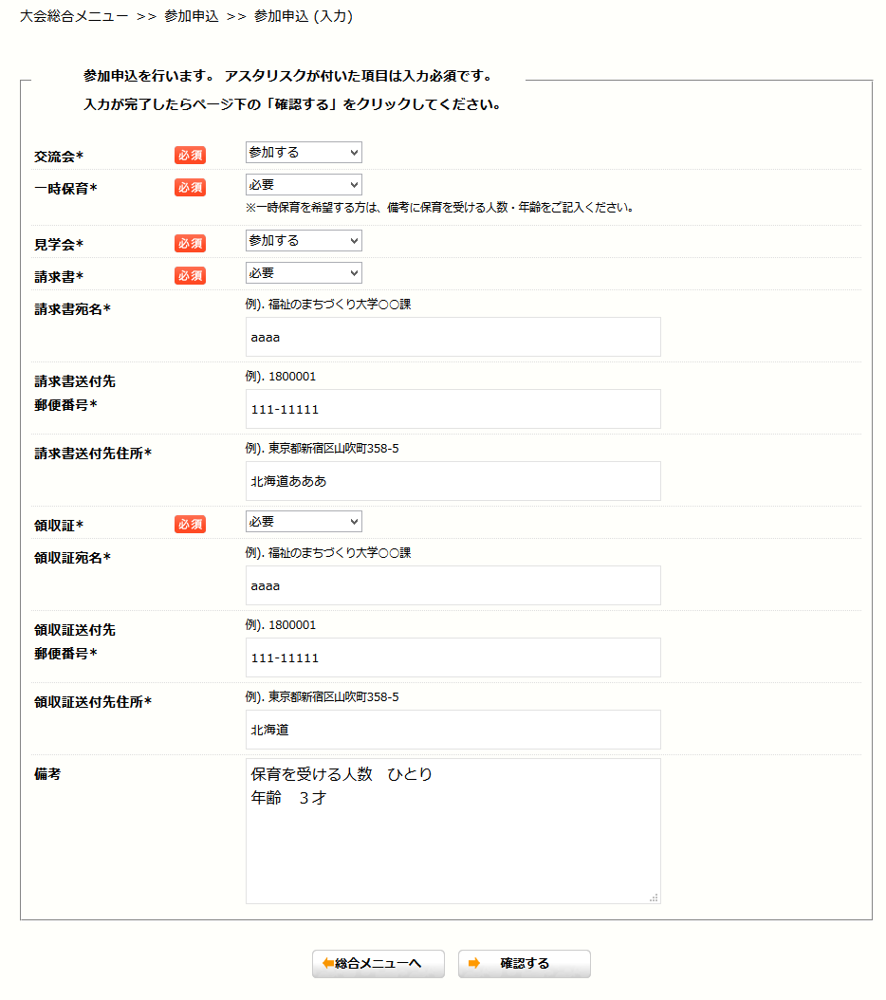 大会総合メニュー >> 参加申込 >> 参加申込 (入力)
参加申込を行います。 アスタリスクが付いた項目は入力必須です。
入力が完了したらページ下の「確認する」をクリックしてください。
交流会* 必須 参加する
一時保育* 必須 必要
※一時保育を希望する方は、備考に保育を受ける人数・年齢をご記入ください。
見学会* 必須 参加する
請求書* 必須 必要
請求書宛名* 例). 福祉のまちづくり大学○○課
aaaa
請求書送付先 例). 1800001
郵便番号* 111-11111
請求書送付先住所* 例). 東京都新宿区山吹町358-5
北海道あああ
領収証* 必須 必要
領収証宛名* 例). 福祉のまちづくり大学○○課
aaaa
領収証送付先 例). 1800001
郵便番号* 111-11111
領収証送付先住所* 例). 東京都新宿区山吹町358-5
北海道
備考 保育を受ける人数　ひとり
年齢　３才
総合メニューへ 確認する